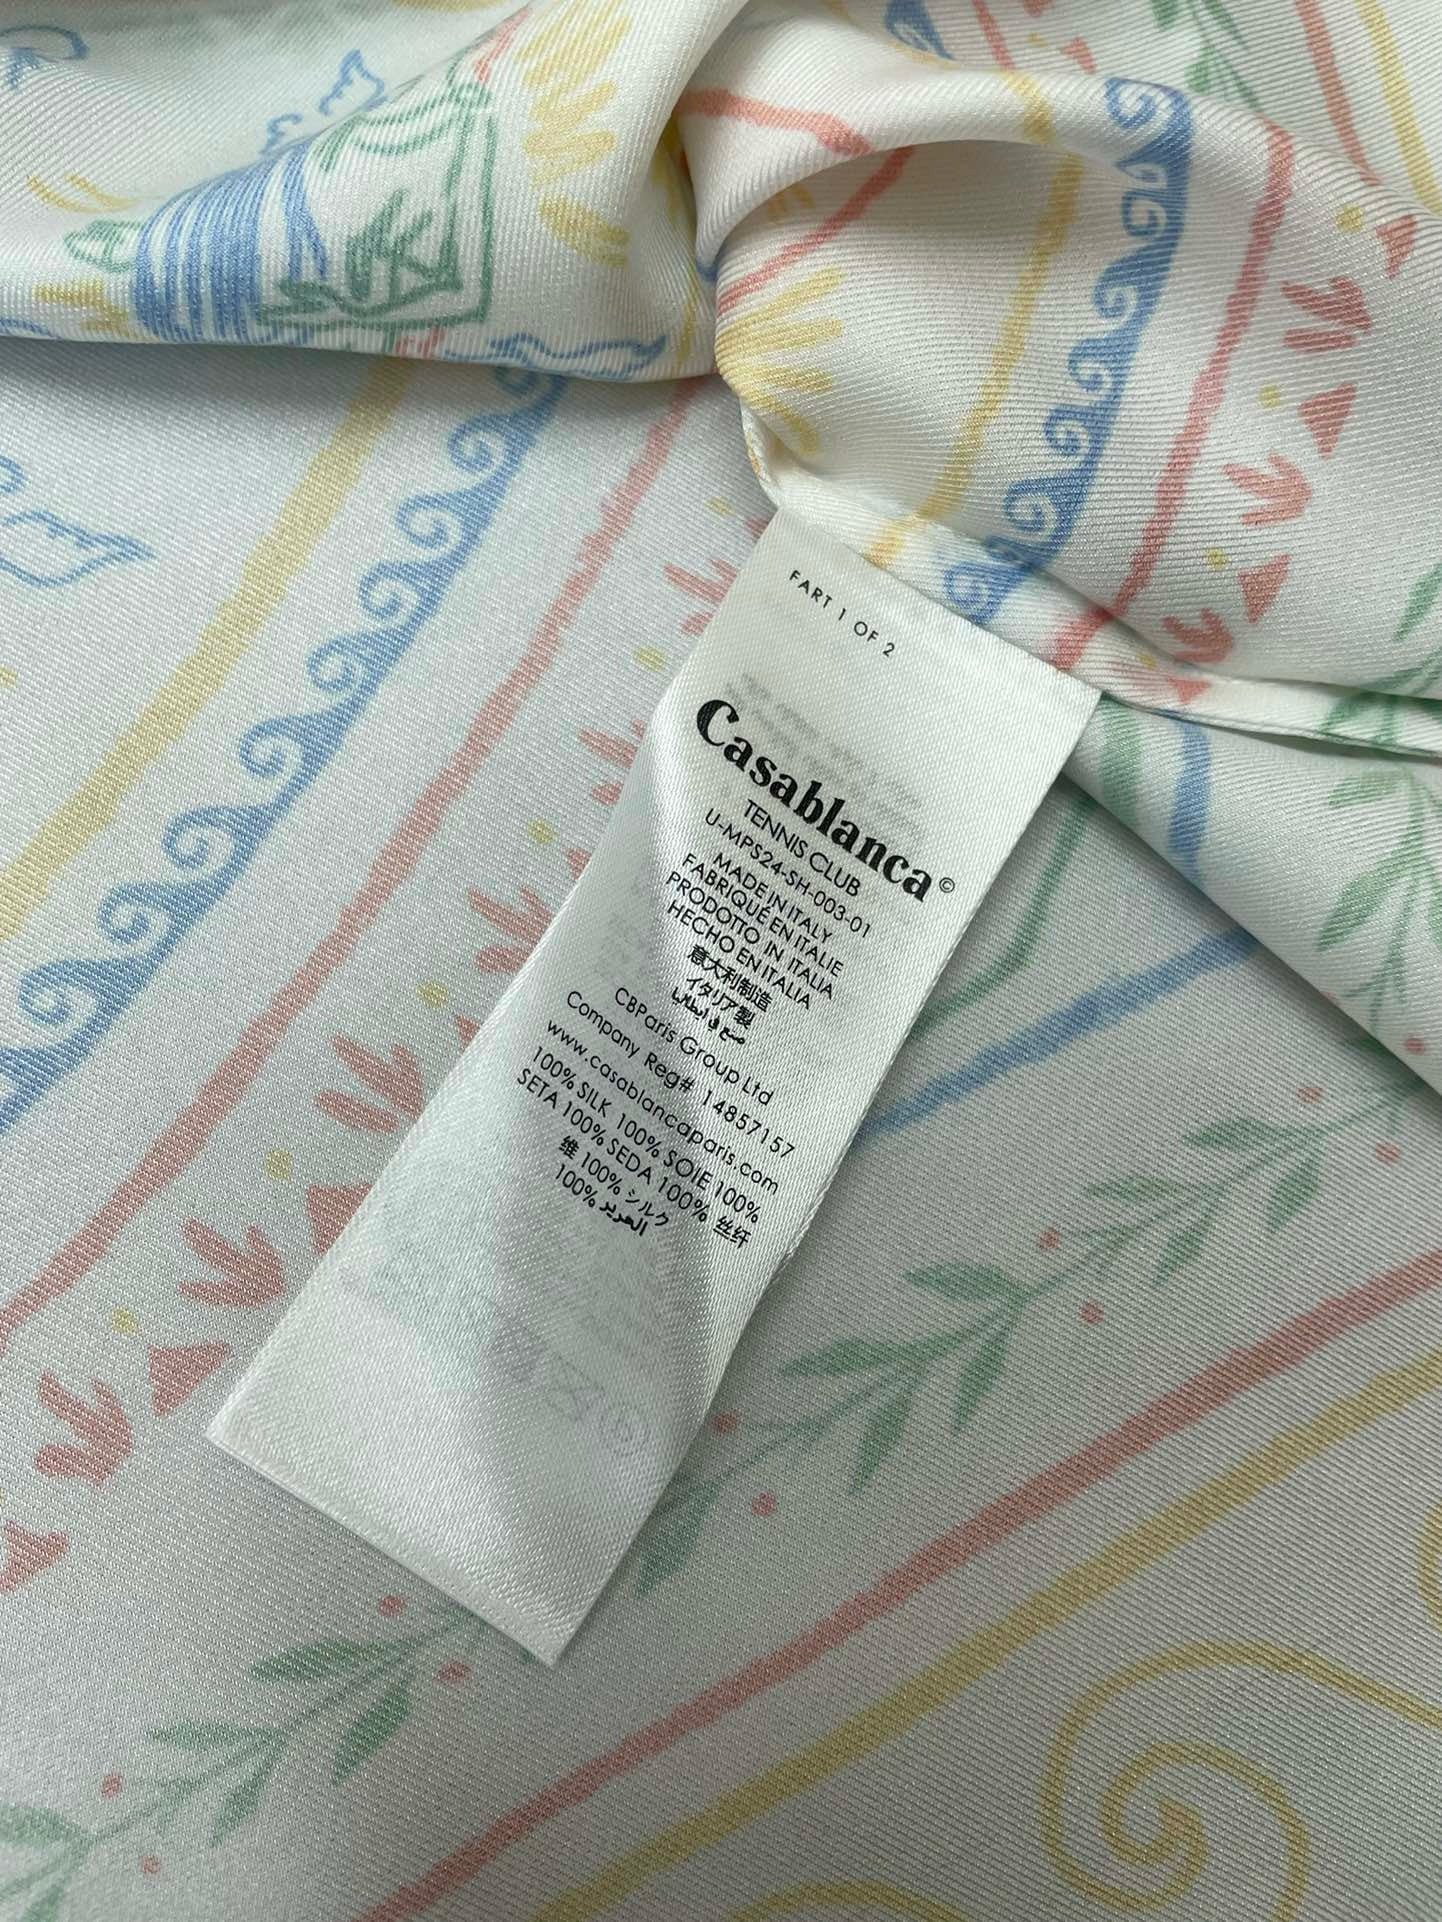 FART 1 OF 2
Casablanca©
TENNIS CLUB
U-MPS24-SH-003-01
MADE IN ITALY
FABRIQUÉ EN ITALIE
PRODOTTO IN ITALIA
HECHO EN ITALIA
意大利制造
イタリア製
صنع في إيطاليا
CBParis Group Ltd
Company Reg# 14857157
www.casablancaparis.com
100% SILK 100% SOIE 100%
SETA 100% SEDA 100% 丝纤
维 100% シルク
100% الحرير